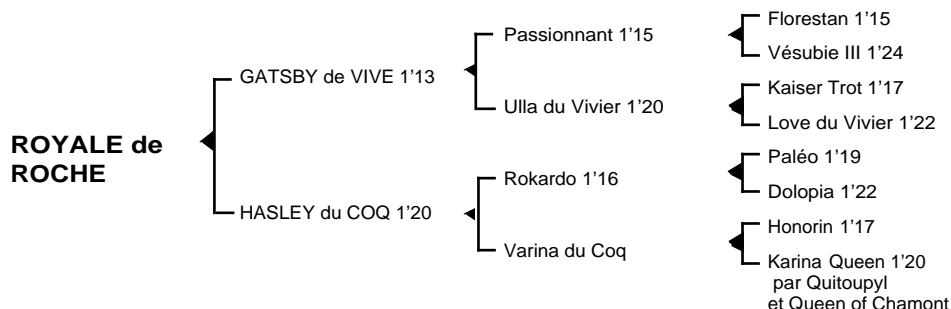 Florestan 1’15
Passionnant 1’15
Vésubie III 1’24
GATSBY de VIVE 1’13
Kaiser Trot 1’17
Ulla du Vivier 1’20
Love du Vivier 1’22
ROYALE de
ROCHE
Paléo 1’19
Rokardo 1’16
Dolopia 1’22
HASLEY du COQ 1’20
Honorin 1’17
Varina du Coq
Karina Queen 1’20
par Quitoupyl
et Queen of Chamont